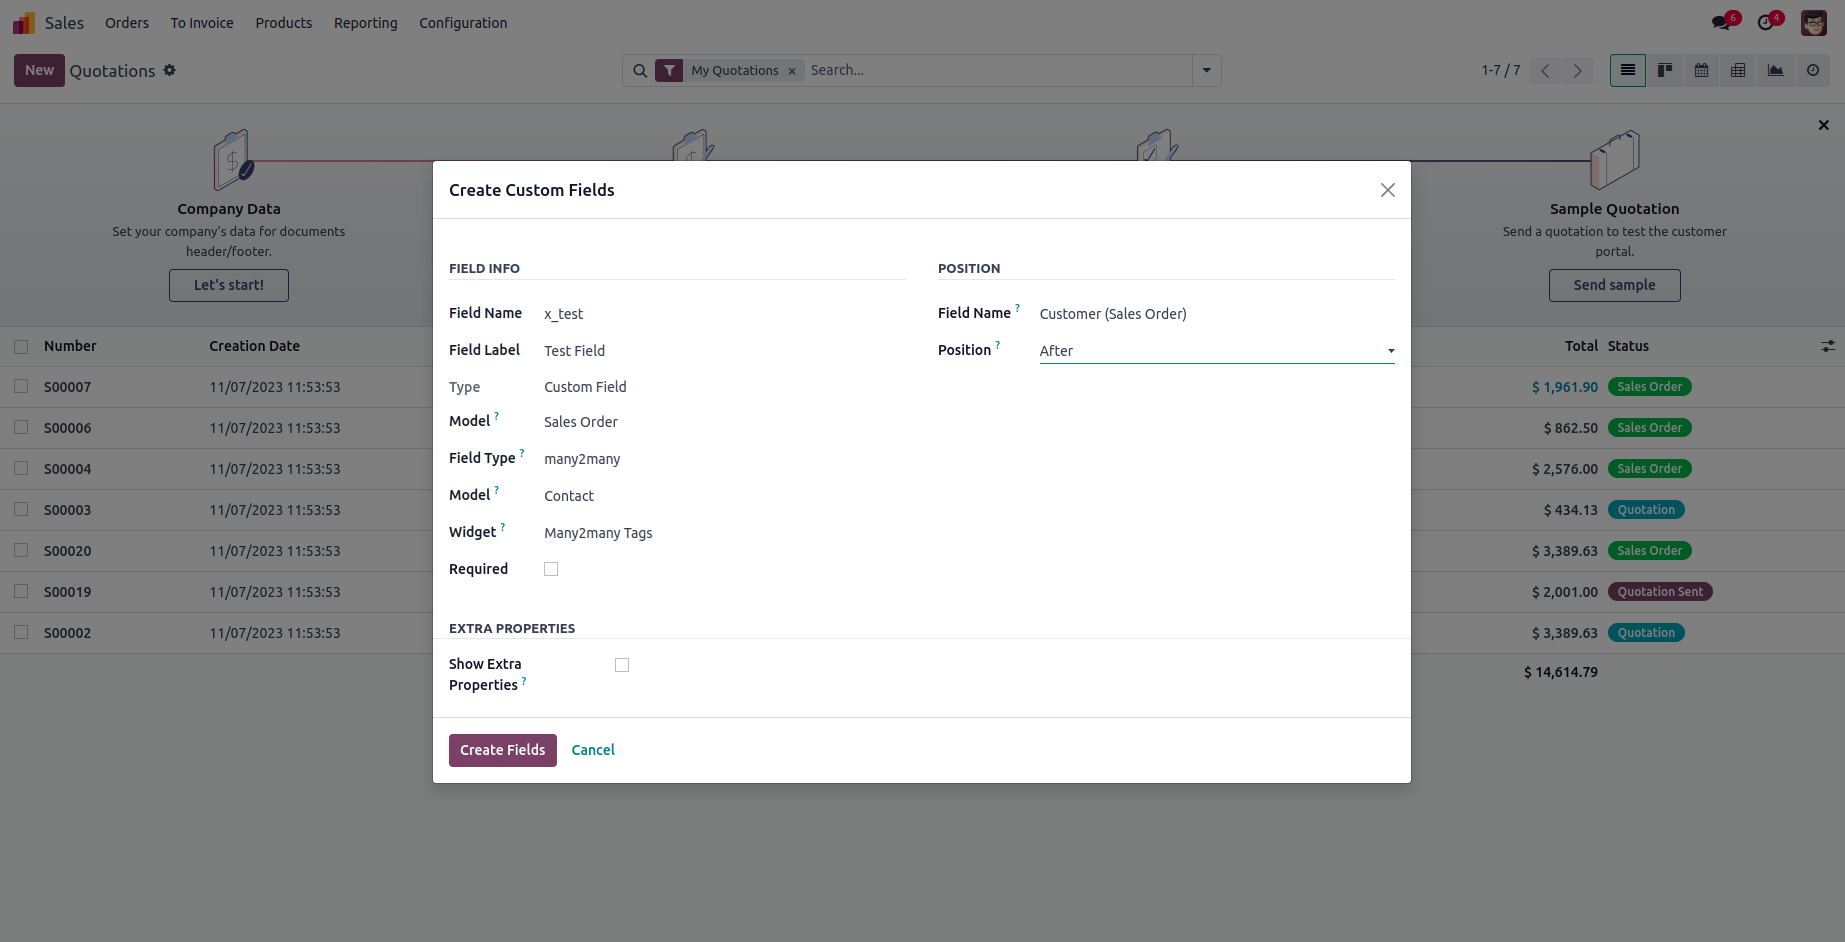 Sales Orders To Invoice Products Reporting Configuration 6 4
New Quotations My Quotations × Search... 1-7 / 7
Company Data
Set your company's data for documents
header/footer.
Let's start!
Sample Quotation
Send a quotation to test the customer
portal.
Send sample
Number Creation Date Total Status
S00007 11/07/2023 11:53:53 $ 1,961.90 Sales Order
S00006 11/07/2023 11:53:53 $ 862.50 Sales Order
S00004 11/07/2023 11:53:53 $ 2,576.00 Sales Order
S00003 11/07/2023 11:53:53 $ 434.13 Quotation
S00020 11/07/2023 11:53:53 $ 3,389.63 Sales Order
S00019 11/07/2023 11:53:53 $ 2,001.00 Quotation Sent
S00002 11/07/2023 11:53:53 $ 3,389.63 Quotation
$ 14,614.79
Create Custom Fields
FIELD INFO
Field Name x_test
Field Label Test Field
Type Custom Field
Model ? Sales Order
Field Type ? many2many
Model ? Contact
Widget ? Many2many Tags
Required
POSITION
Field Name ? Customer (Sales Order)
Position ? After
EXTRA PROPERTIES
Show Extra
Properties ?
Create Fields Cancel